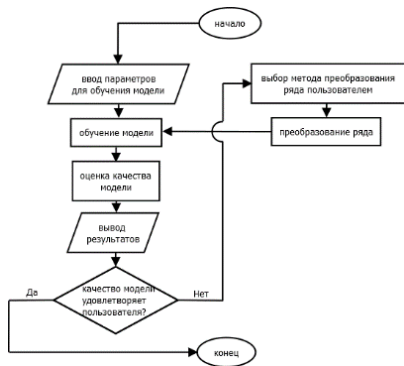 начало
ввод параметров
для обучения модели
выбор метода преобразования
ряда пользователем
обучение модели
преобразование ряда
оценка качества
модели
вывод
результатов
Да
качество модели
удовлетворяет
пользователя?
Нет
конец